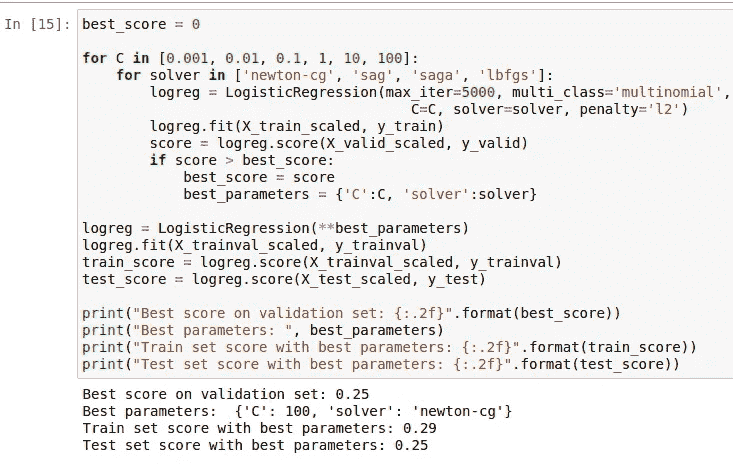 In [15]: best_score = 0
for C in [0.001, 0.01, 0.1, 1, 10, 100]:
    for solver in ['newton-cg', 'sag', 'saga', 'lbfgs']:
        logreg = LogisticRegression(max_iter=5000, multi_class='multinomial',
                                       C=C, solver=solver, penalty='l2')
        logreg.fit(X_train_scaled, y_train)
        score = logreg.score(X_valid_scaled, y_valid)
        if score > best_score:
            best_score = score
            best_parameters = {'C':C, 'solver':solver}
logreg = LogisticRegression(**best_parameters)
logreg.fit(X_trainval_scaled, y_trainval)
train_score = logreg.score(X_trainval_scaled, y_trainval)
test_score = logreg.score(X_test_scaled, y_test)
print("Best score on validation set: {:.2f}".format(best_score))
print("Best parameters: ", best_parameters)
print("Train set score with best parameters: {:.2f}".format(train_score))
print("Test set score with best parameters: {:.2f}".format(test_score))
Best score on validation set: 0.25
Best parameters:  {'C': 100, 'solver': 'newton-cg'}
Train set score with best parameters: 0.29
Test set score with best parameters: 0.25